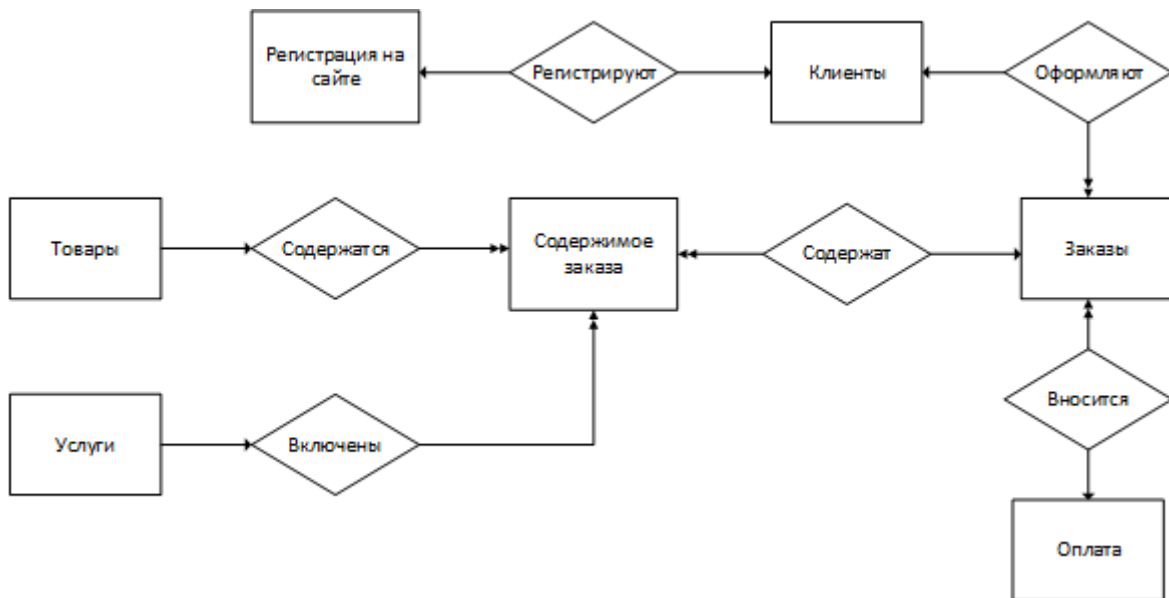 Регистрация на
сайте
Регистрируют
Клиенты
Оформляют
Товары
Содержатся
Содержимое
заказа
Содержат
Заказы
Услуги
Включены
Вносится
Оплата